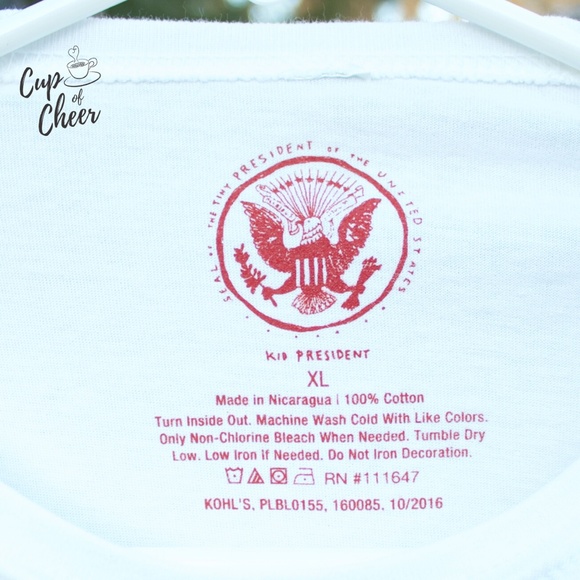 Cup
of
Cheer
SEAL OF THE TINY PRESIDENT OF THE UNITED STATES
KID PRESIDENT
XL
Made in Nicaragua | 100% Cotton
Turn Inside Out. Machine Wash Cold With Like Colors.
Only Non-Chlorine Bleach When Needed. Tumble Dry
Low. Low Iron if Needed. Do Not Iron Decoration.
RN #111647
KOHL'S, PLBL0155, 160085, 10/2016